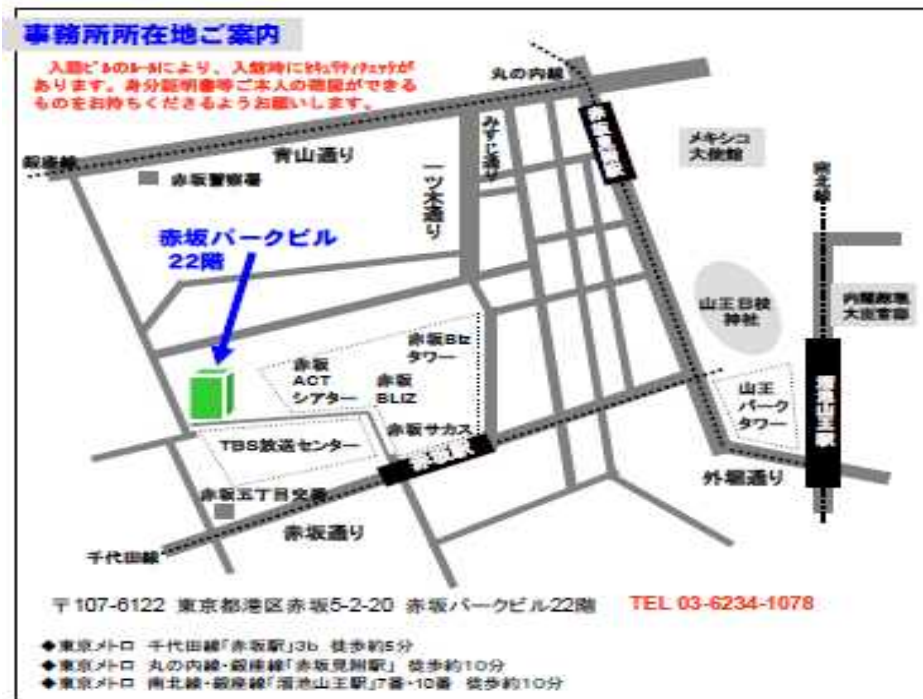 事務所所在地ご案内
入館ビルのルールにより、入館時にセキュリティチェックが
あります。身分証明書等ご本人の確認ができる
ものをお持ちくださるようお願いします。
丸の内線
みすじ通り
赤坂見附駅
メキシコ
大使館
南北線
銀座線
青山通り
赤坂警察署
一ツ木通り
赤坂パークビル
22階
山王日枝
神社
内閣総理
大臣官邸
赤坂Biz
タワー
赤坂
ACT
シアター
赤坂
BLIZ
山王
パーク
タワー
溜池山王駅
赤坂サカス
TBS放送センター
赤坂駅
外堀通り
赤坂五丁目交番
赤坂通り
千代田線
〒107-6122 東京都港区赤坂5-2-20 赤坂パークビル22階 TEL 03-6234-1078
◆東京メトロ 千代田線「赤坂駅」3b 徒歩約5分
◆東京メトロ 丸の内線・銀座線「赤坂見附駅」 徒歩約10分
◆東京メトロ 南北線・銀座線「溜池山王駅」7番・10番 徒歩約10分